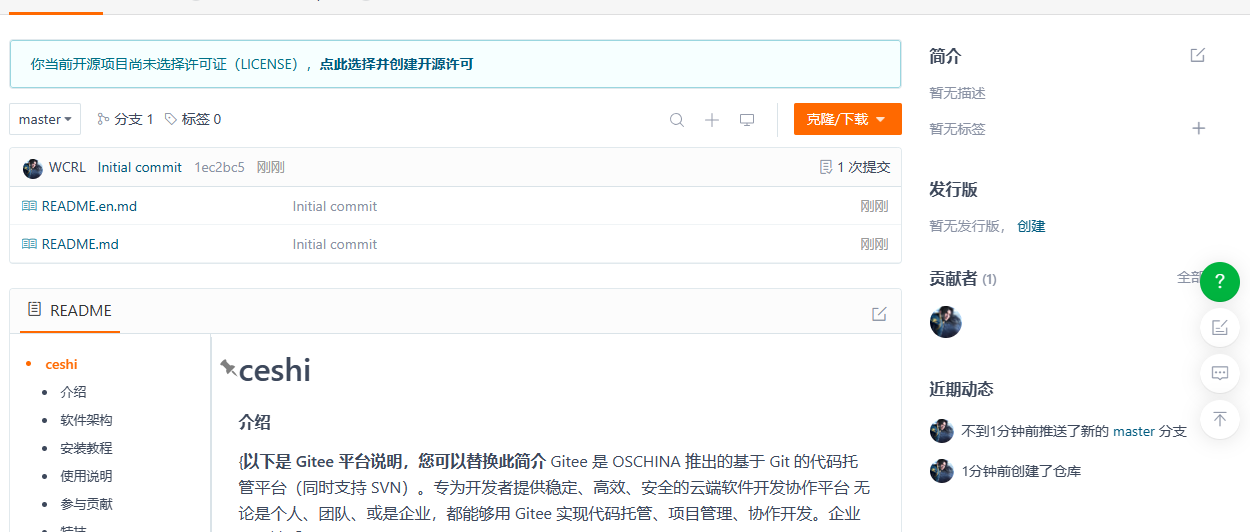 你当前开源项目尚未选择许可证（LICENSE），点此选择并创建开源许可
master 分支 1 标签 0 克隆/下载
WCRL Initial commit 1ec2bc5 刚刚 1 次提交
README.en.md Initial commit 刚刚
README.md Initial commit 刚刚
README
ceshi
介绍
软件架构
安装教程
使用说明
参与贡献
特技
ceshi
介绍
{以下是 Gitee 平台说明，您可以替换此简介 Gitee 是 OSCHINA 推出的基于 Git 的代码托
管平台（同时支持 SVN）。专为开发者提供稳定、高效、安全的云端软件开发协作平台 无
论是个人、团队、或是企业，都能够用 Gitee 实现代码托管、项目管理、协作开发。企业
简介
暂无描述
暂无标签
发行版
暂无发行版， 创建
贡献者 (1) 全部
近期动态
不到1分钟前推送了新的 master 分支
1分钟前创建了仓库
?